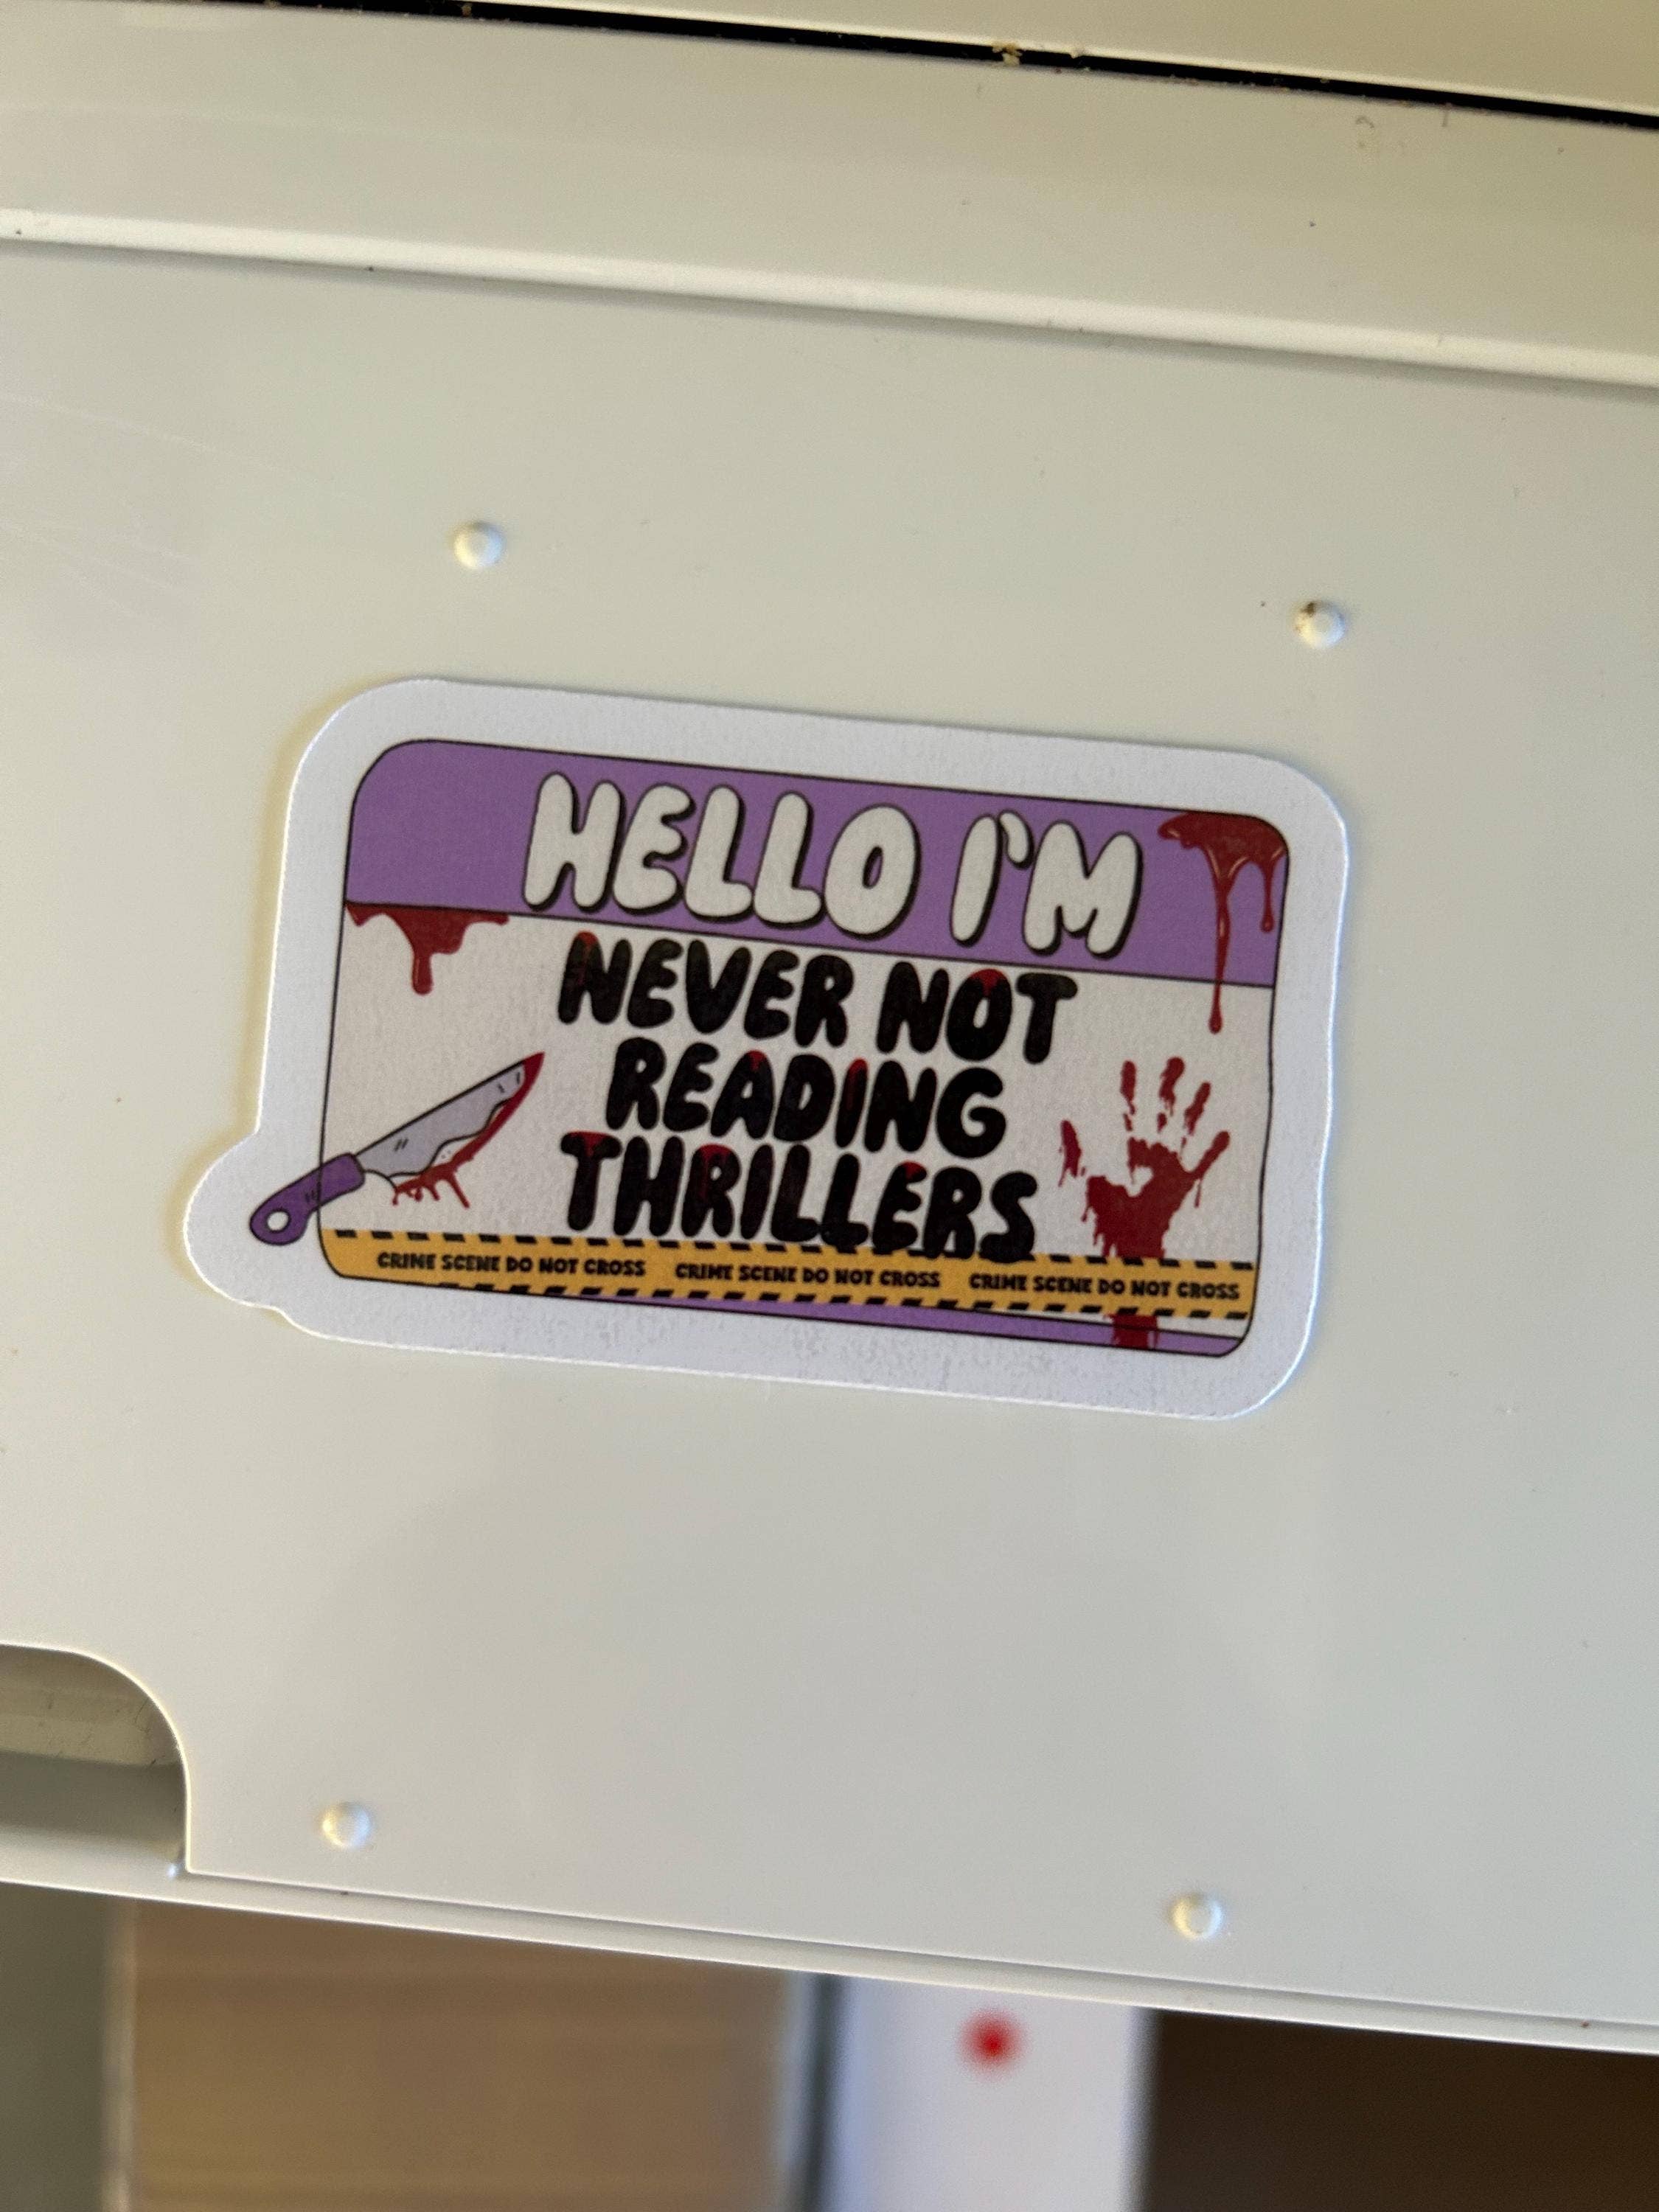 HELLO I'M
NEVER NOT
READING
THRILLERS
CRIME SCENE DO NOT CROSS CRIME SCENE DO NOT CROSS CRIME SCENE DO NOT CROSS